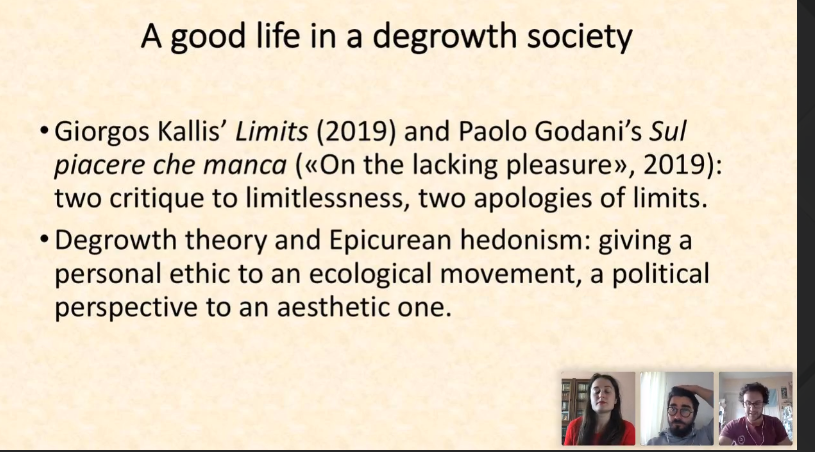 A good life in a degrowth society
• Giorgos Kallis’ Limits (2019) and Paolo Godani’s Sul
piacere che manca («On the lacking pleasure», 2019):
two critique to limitlessness, two apologies of limits.
• Degrowth theory and Epicurean hedonism: giving a
personal ethic to an ecological movement, a political
perspective to an aesthetic one.